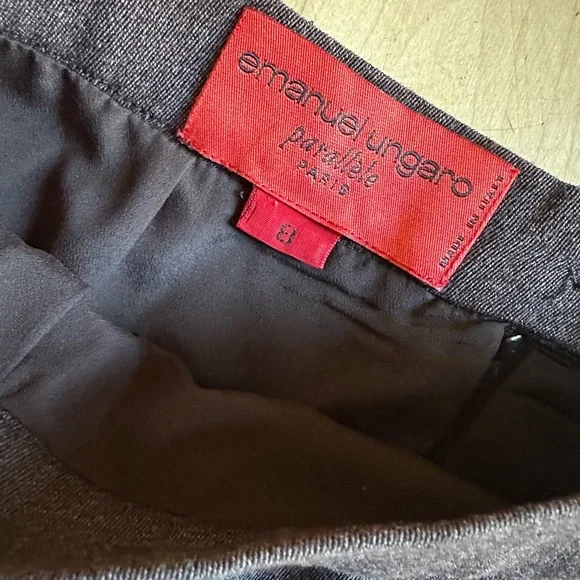 emanuel ungaro
parallèle
PARIS
MADE IN ITALY
8